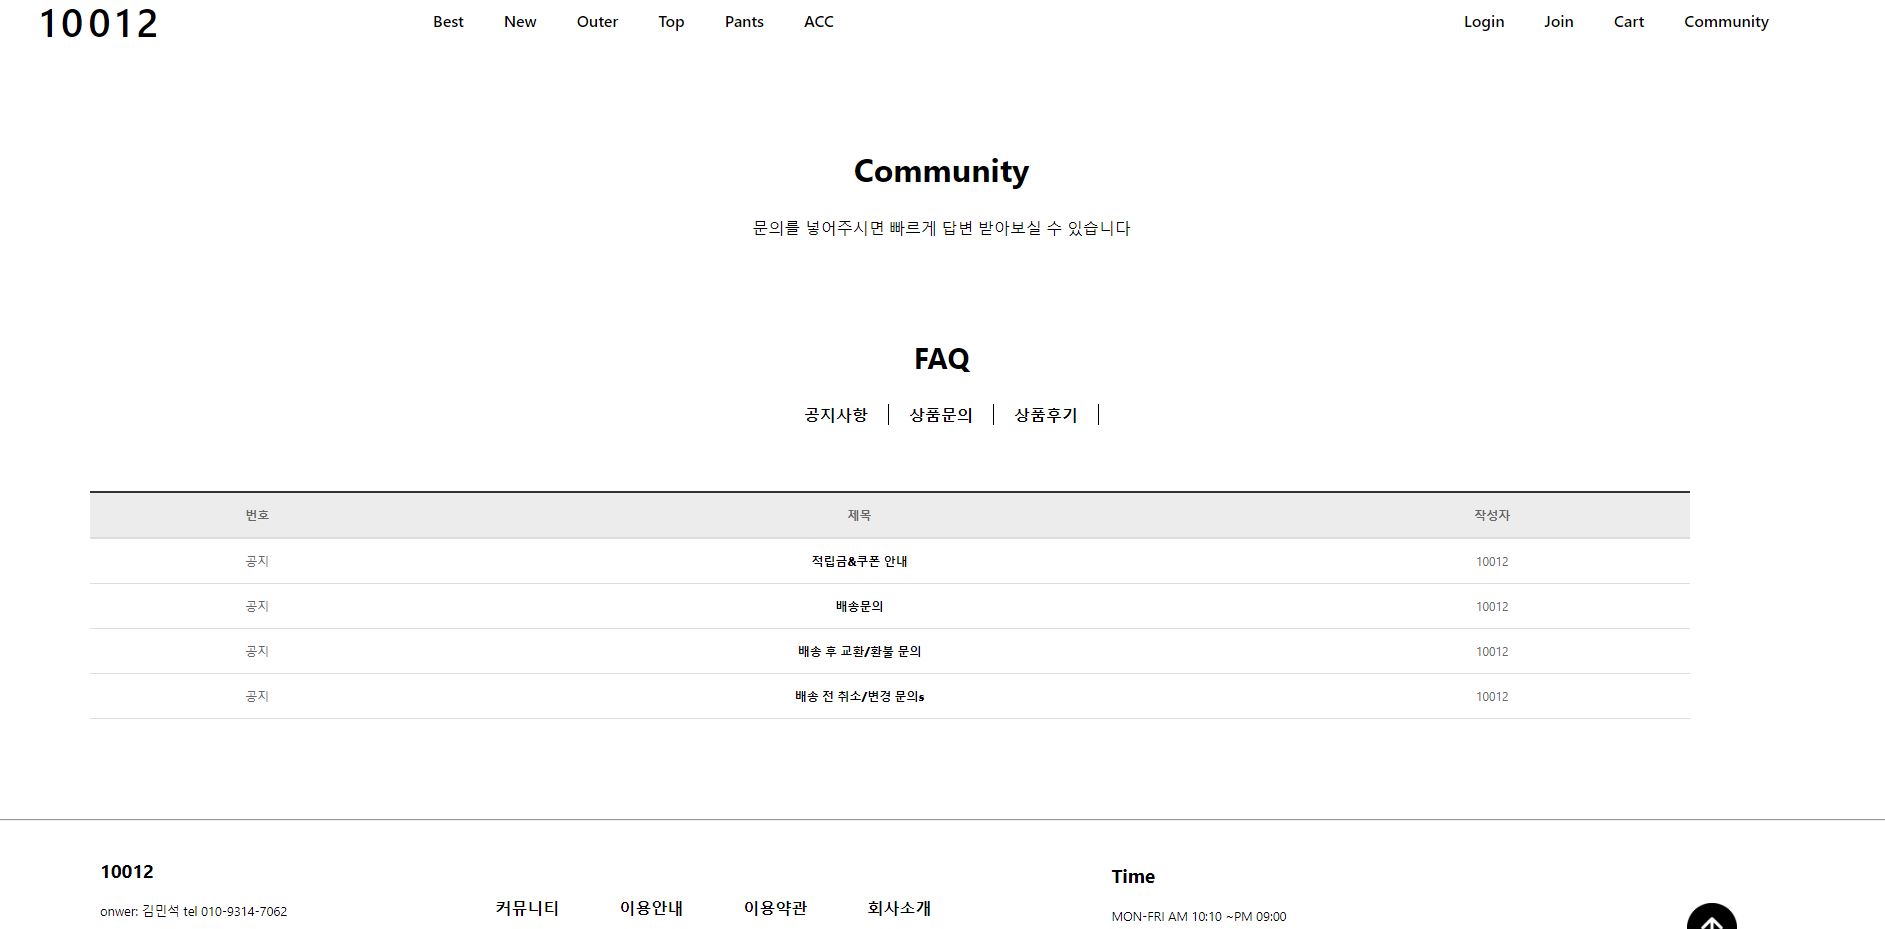 10012 Best New Outer Top Pants ACC Login Join Cart Community
Community
문의를 넣어주시면 빠르게 답변 받아보실 수 있습니다
FAQ
공지사항 상품문의 상품후기
번호 제목 작성자
공지 적립금&쿠폰 안내 10012
공지 배송문의 10012
공지 배송 후 교환/환불 문의 10012
공지 배송 전 취소/변경 문의s 10012
10012
onwer: 김민석 tel 010-9314-7062
커뮤니티 이용안내 이용약관 회사소개
Time
MON-FRI AM 10:10 ~PM 09:00